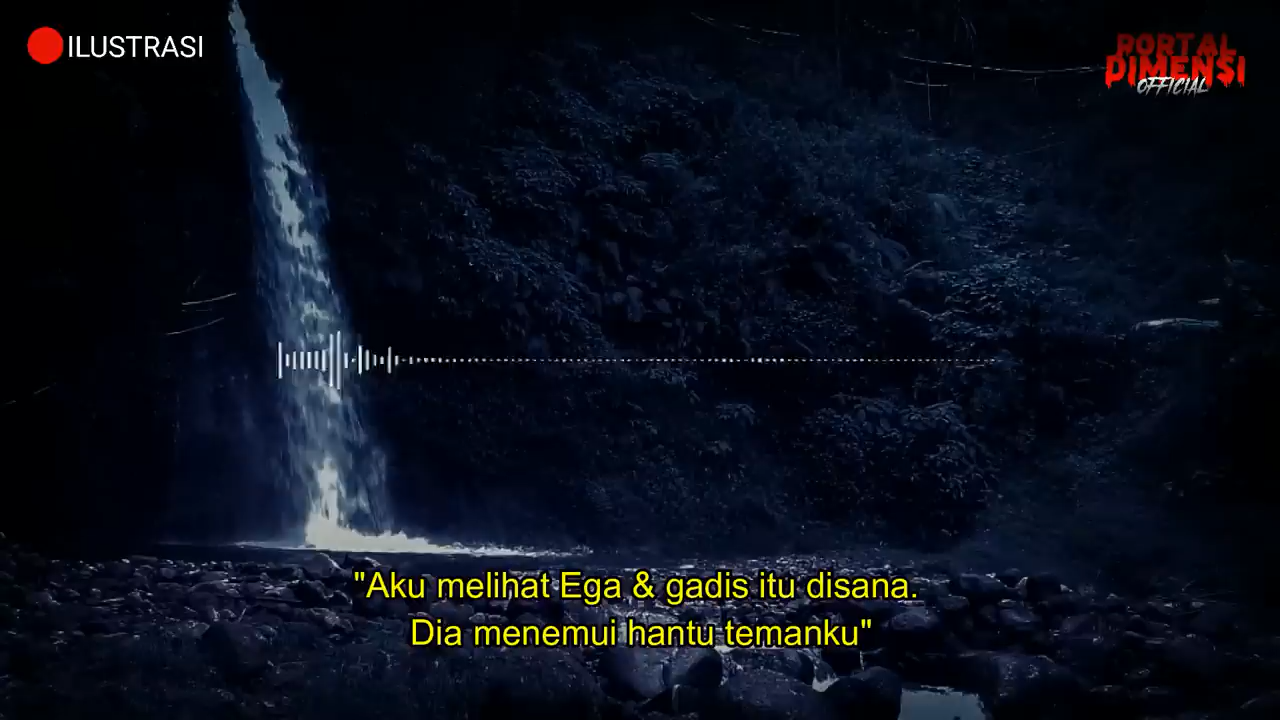 ILUSTRASI
PORTAL
DIMENSI
OFFICIAL
"Aku melihat Ega & gadis itu disana.
Dia menemui hantu temanku"